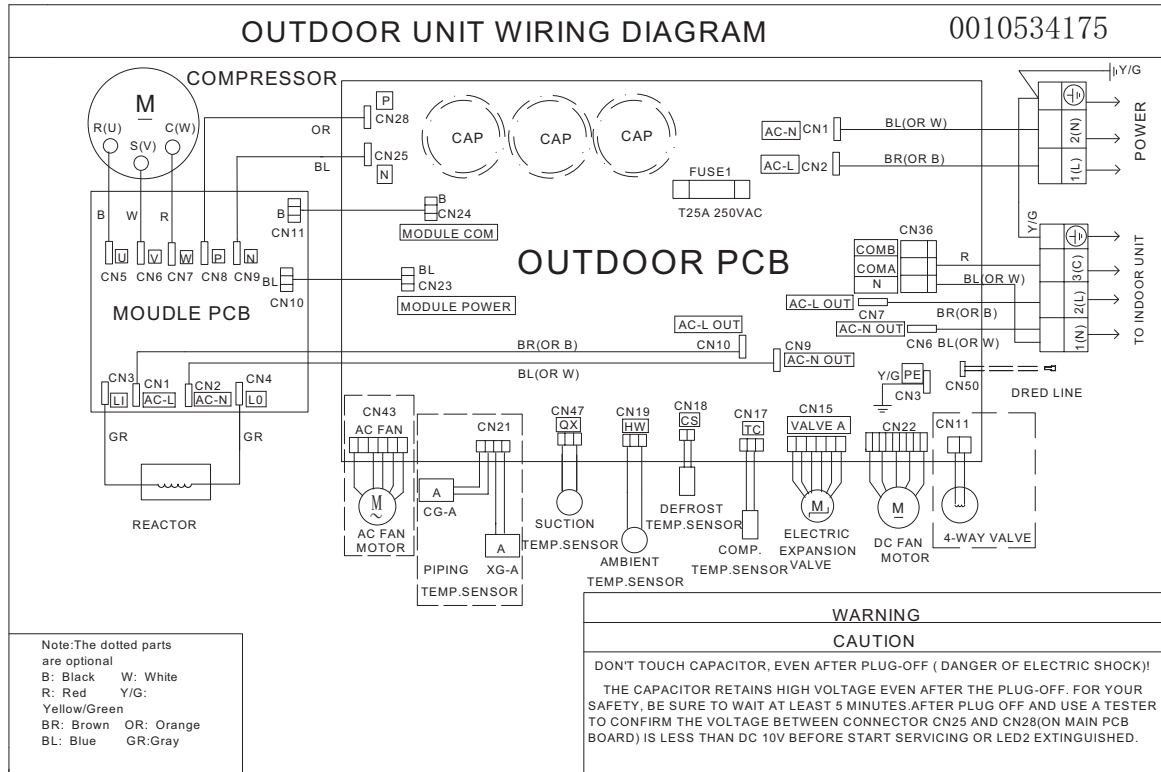 OUTDOOR UNIT WIRING DIAGRAM
0010534175
COMPRESSOR
M
R(U)
C(W)
S(V)
P
CN28
OR
CN25
N
BL
CAP
CAP
CAP
FUSE1
T25A 250VAC
AC-N
CN1
BL(OR W)
AC-L
CN2
BR(OR B)
Y/G
2(N)
1(L)
POWER
Y/G
B
W
R
B
CN11
B
CN24
MODULE COM
U
V
W
P
N
CN5
CN6
CN7
CN8
CN9
BL
CN10
BL
CN23
MODULE POWER
MOUDLE PCB
OUTDOOR PCB
CN36
COMB
COMA
N
R
BL(OR W)
3(C)
2(L)
1(N)
TO INDOOR UNIT
AC-L OUT
CN7
BR(OR B)
AC-N OUT
CN6
BL(OR W)
AC-L OUT
CN10
BR(OR B)
CN9
AC-N OUT
BL(OR W)
CN3
LI
CN1
AC-L
CN2
AC-N
CN4
L0
GR
GR
REACTOR
Y/G
PE
CN3
CN50
DRED LINE
CN43
AC FAN
M
~
AC FAN
MOTOR
CN21
A
CG-A
A
XG-A
PIPING
TEMP.SENSOR
CN47
QX
SUCTION
TEMP.SENSOR
CN19
HW
AMBIENT
TEMP.SENSOR
CN18
CS
DEFROST
TEMP.SENSOR
CN17
TC
COMP.
TEMP.SENSOR
CN15
VALVE A
M
ELECTRIC
EXPANSION
VALVE
CN22
M
DC FAN
MOTOR
CN11
4-WAY VALVE
Note:The dotted parts
are optional
B: Black W: White
R: Red Y/G:
Yellow/Green
BR: Brown OR: Orange
BL: Blue GR:Gray
WARNING
CAUTION
DON'T TOUCH CAPACITOR, EVEN AFTER PLUG-OFF ( DANGER OF ELECTRIC SHOCK)!
THE CAPACITOR RETAINS HIGH VOLTAGE EVEN AFTER THE PLUG-OFF. FOR YOUR
SAFETY, BE SURE TO WAIT AT LEAST 5 MINUTES.AFTER PLUG OFF AND USE A TESTER
TO CONFIRM THE VOLTAGE BETWEEN CONNECTOR CN25 AND CN28(ON MAIN PCB
BOARD) IS LESS THAN DC 10V BEFORE START SERVICING OR LED2 EXTINGUISHED.